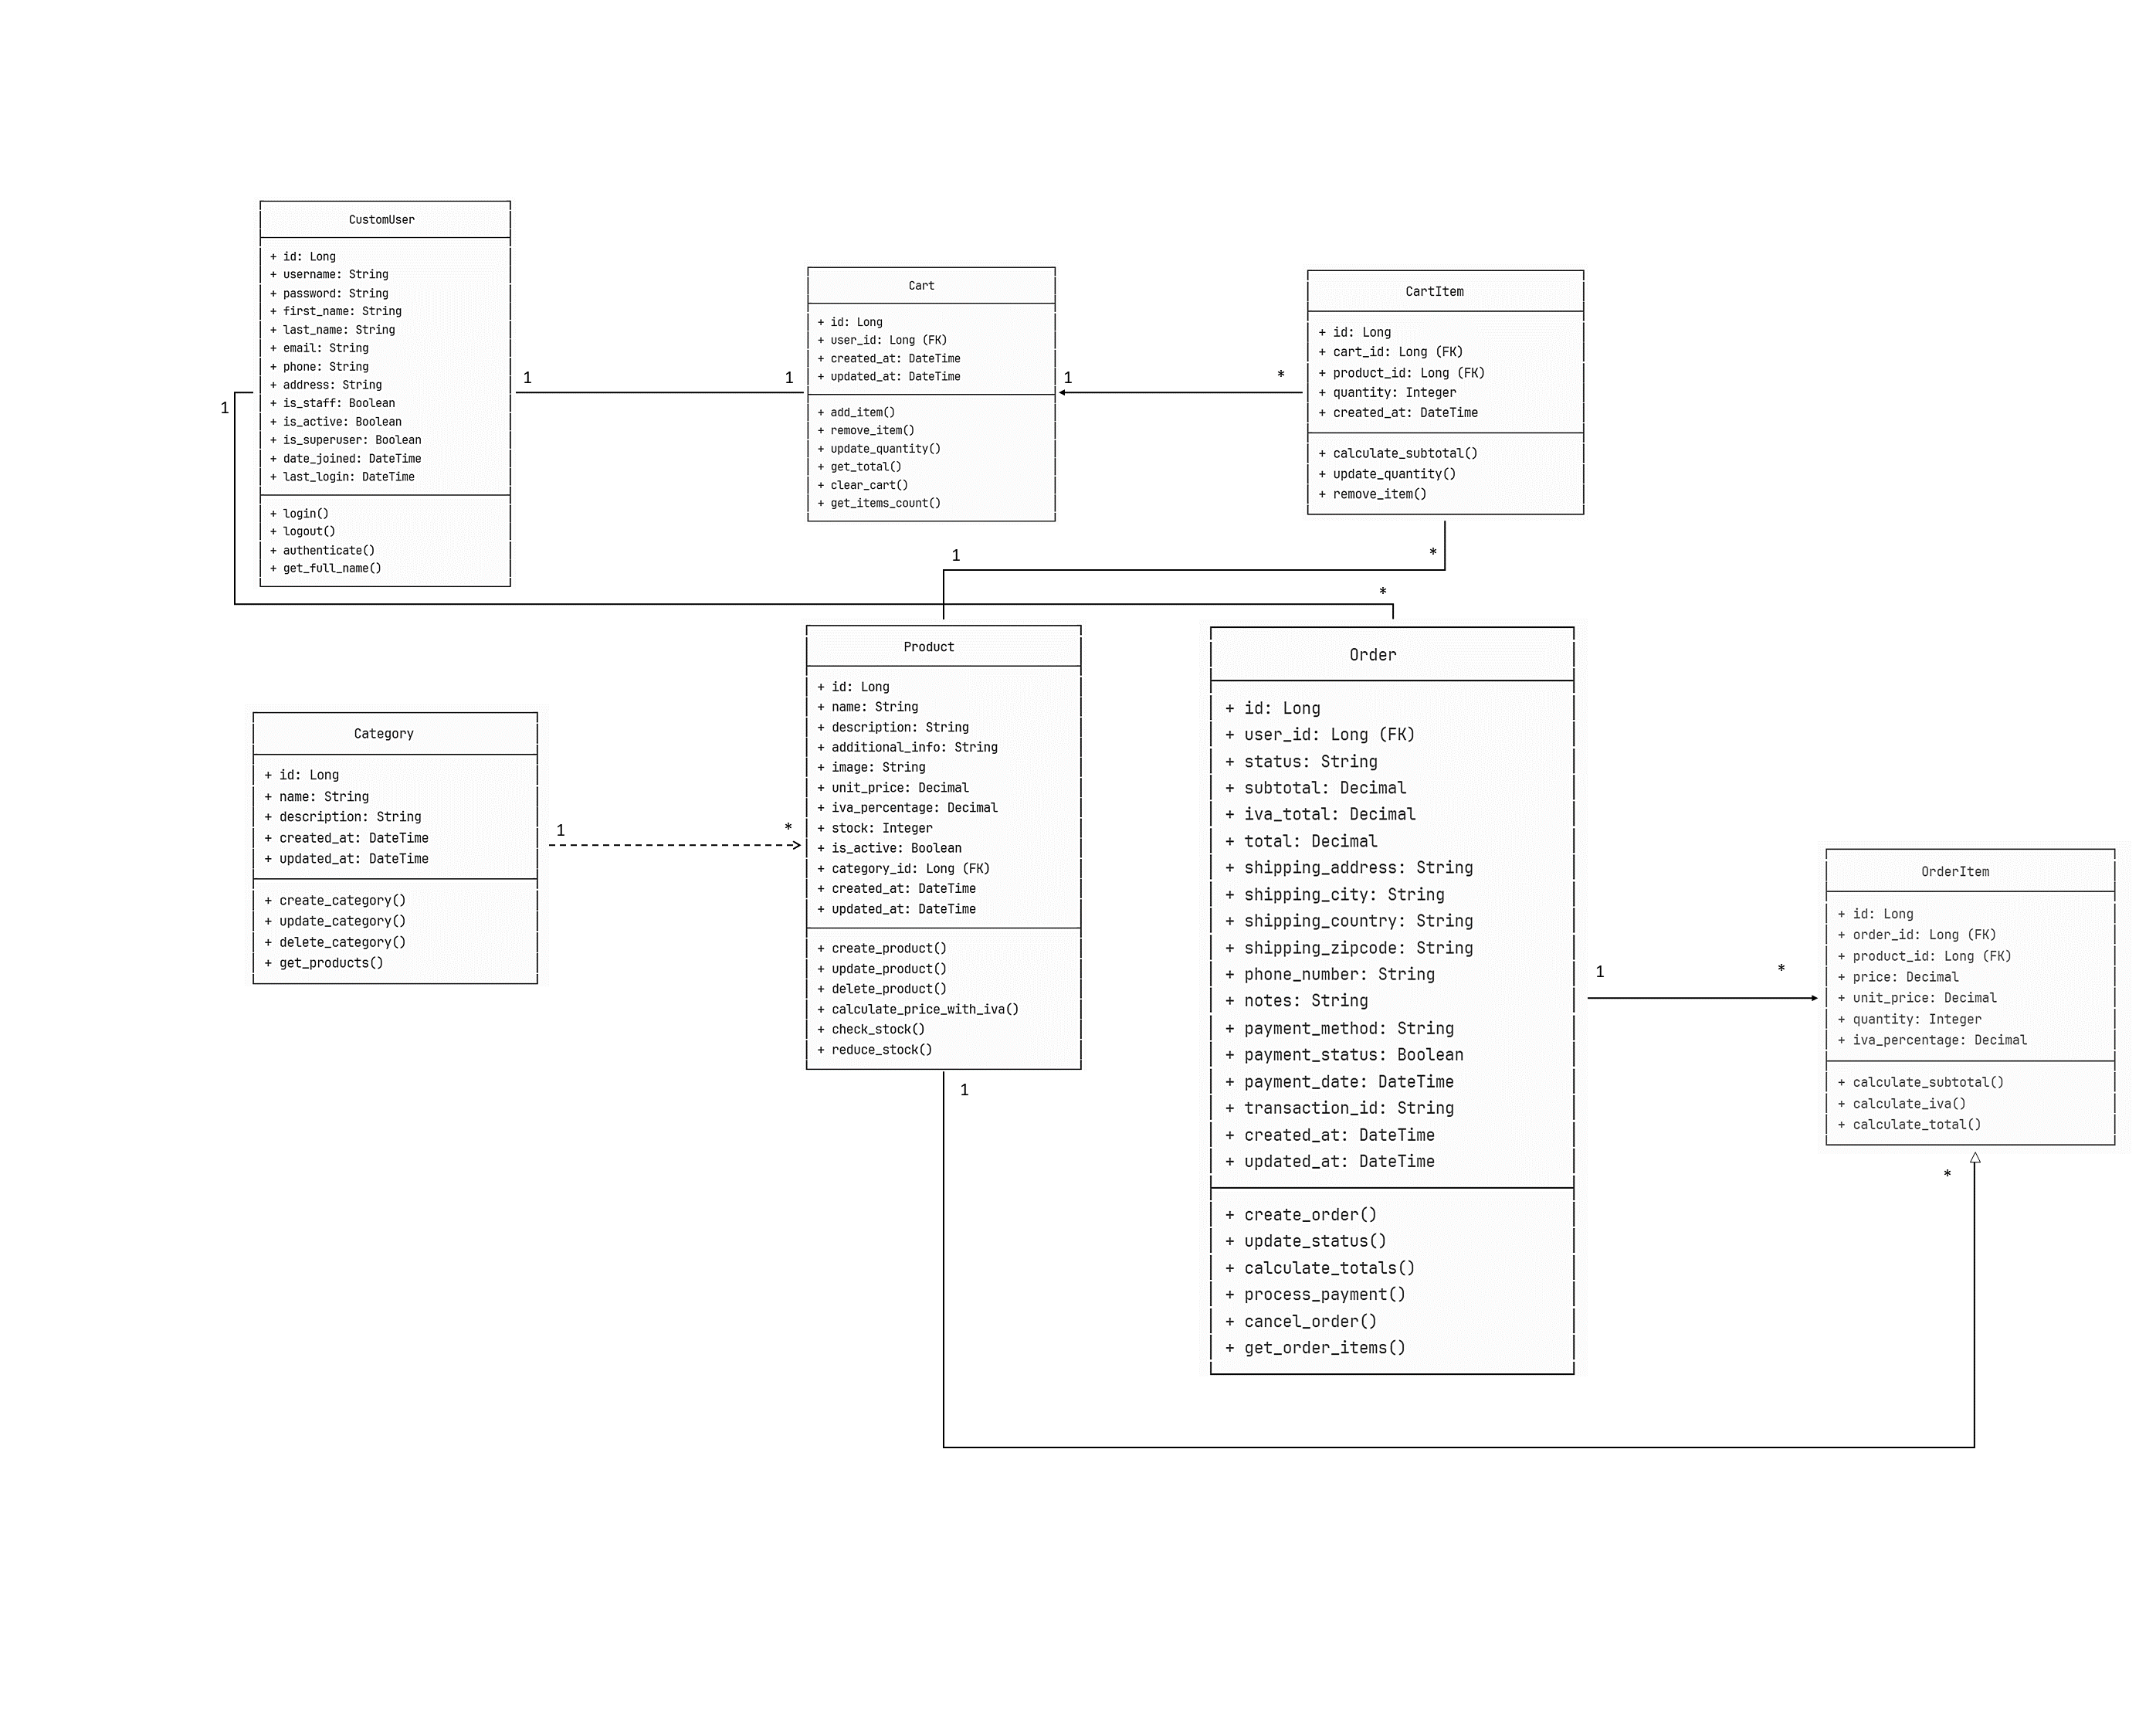 CustomUser
+ id: Long
+ username: String
+ password: String
+ first_name: String
+ last_name: String
+ email: String
+ phone: String
+ address: String
+ is_staff: Boolean
+ is_active: Boolean
+ is_superuser: Boolean
+ date_joined: DateTime
+ last_login: DateTime
+ login()
+ logout()
+ authenticate()
+ get_full_name()
1
1
1
Cart
+ id: Long
+ user_id: Long (FK)
+ created_at: DateTime
+ updated_at: DateTime
+ add_item()
+ remove_item()
+ update_quantity()
+ get_total()
+ clear_cart()
+ get_items_count()
1
*
CartItem
+ id: Long
+ cart_id: Long (FK)
+ product_id: Long (FK)
+ quantity: Integer
+ created_at: DateTime
+ calculate_subtotal()
+ update_quantity()
+ remove_item()
1
*
*
Category
+ id: Long
+ name: String
+ description: String
+ created_at: DateTime
+ updated_at: DateTime
+ create_category()
+ update_category()
+ delete_category()
+ get_products()
1
*
Product
+ id: Long
+ name: String
+ description: String
+ additional_info: String
+ image: String
+ unit_price: Decimal
+ iva_percentage: Decimal
+ stock: Integer
+ is_active: Boolean
+ category_id: Long (FK)
+ created_at: DateTime
+ updated_at: DateTime
+ create_product()
+ update_product()
+ delete_product()
+ calculate_price_with_iva()
+ check_stock()
+ reduce_stock()
1
Order
+ id: Long
+ user_id: Long (FK)
+ status: String
+ subtotal: Decimal
+ iva_total: Decimal
+ total: Decimal
+ shipping_address: String
+ shipping_city: String
+ shipping_country: String
+ shipping_zipcode: String
+ phone_number: String
+ notes: String
+ payment_method: String
+ payment_status: Boolean
+ payment_date: DateTime
+ transaction_id: String
+ created_at: DateTime
+ updated_at: DateTime
+ create_order()
+ update_status()
+ calculate_totals()
+ process_payment()
+ cancel_order()
+ get_order_items()
1
*
OrderItem
+ id: Long
+ order_id: Long (FK)
+ product_id: Long (FK)
+ price: Decimal
+ unit_price: Decimal
+ quantity: Integer
+ iva_percentage: Decimal
+ calculate_subtotal()
+ calculate_iva()
+ calculate_total()
*